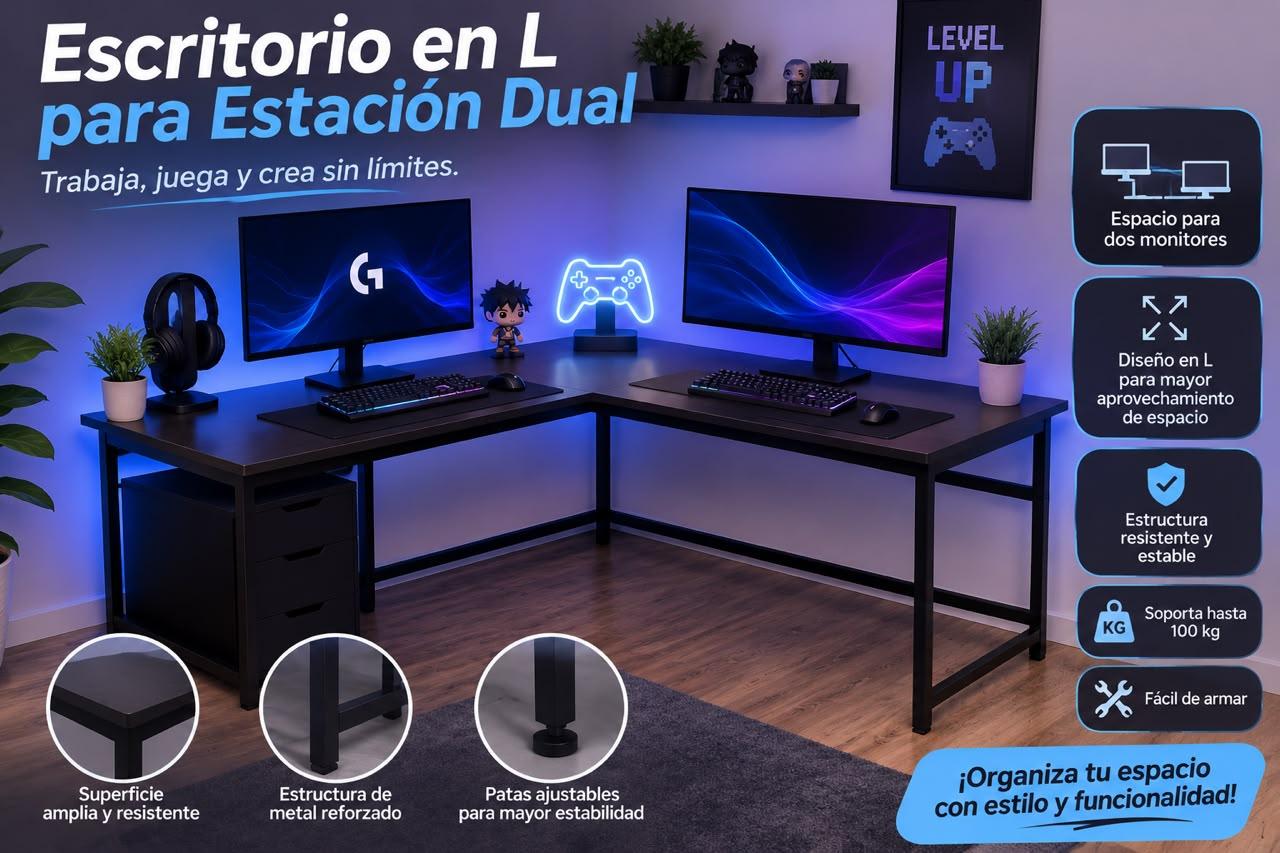 Escritorio en L
para Estación Dual
Trabaja, juega y crea sin límites.
LEVEL
UP
G
Espacio para
dos monitores
Diseño en L
para mayor
aprovechamiento
de espacio
Estructura
resistente y
estable
KG
Soporta hasta
100 kg
Fácil de armar
Superficie
amplia y resistente
Estructura de
metal reforzado
Patas ajustables
para mayor estabilidad
¡Organiza tu espacio
con estilo y funcionalidad!